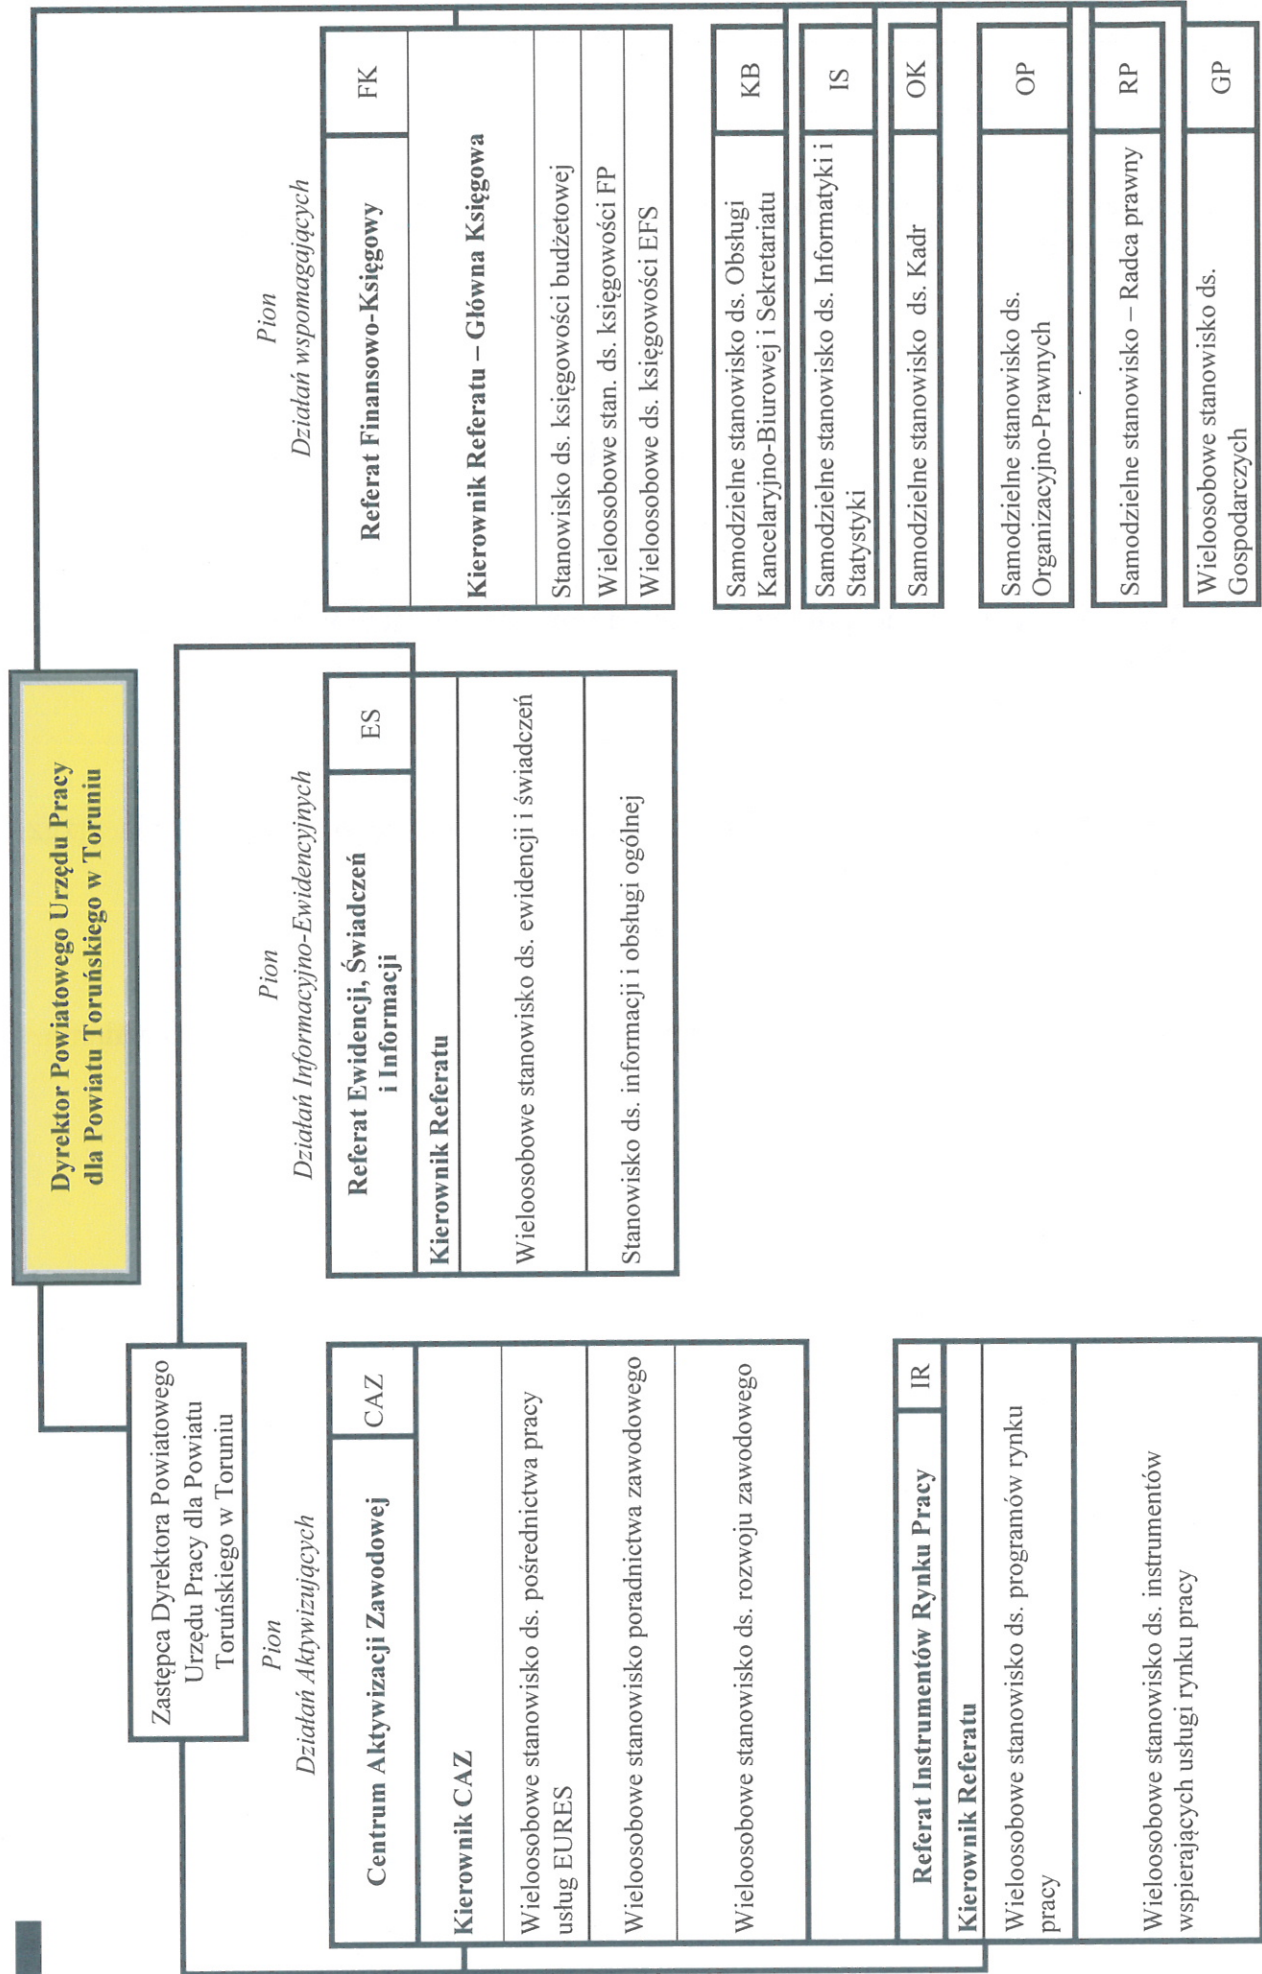 Dyrektor Powiatowego Urzędu Pracy
dla Powiatu Toruńskiego w Toruniu
Zastępca Dyrektora Powiatowego
Urzędu Pracy dla Powiatu
Toruńskiego w Toruniu
Pion
Działań Aktywizujących
Centrum Aktywizacji Zawodowej
CAZ
Kierownik CAZ
Wieloosobowe stanowisko ds. pośrednictwa pracy
usług EURES
Wieloosobowe stanowisko poradnictwa zawodowego
Wieloosobowe stanowisko ds. rozwoju zawodowego
Referat Instrumentów Rynku Pracy
IR
Kierownik Referatu
Wieloosobowe stanowisko ds. programów rynku
pracy
Wieloosobowe stanowisko ds. instrumentów
wspierających usługi rynku pracy
Pion
Działań Informacyjno-Ewidencyjnych
Referat Ewidencji, Świadczeń
i Informacji
ES
Kierownik Referatu
Wieloosobowe stanowisko ds. ewidencji i świadczeń
Stanowisko ds. informacji i obsługi ogólnej
Pion
Działań wspomagających
Referat Finansowo-Księgowy
FK
Kierownik Referatu – Główna Księgowa
Stanowisko ds. księgowości budżetowej
Wieloosobowe stan. ds. księgowości FP
Wieloosobowe ds. księgowości EFS
Samodzielne stanowisko ds. Obsługi
Kancelaryjno-Biurowej i Sekretariatu
KB
Samodzielne stanowisko ds. Informatyki i
Statystyki
IS
Samodzielne stanowisko ds. Kadr
OK
Samodzielne stanowisko ds.
Organizacyjno-Prawnych
OP
Samodzielne stanowisko – Radca prawny
RP
Wieloosobowe stanowisko ds.
Gospodarczych
GP